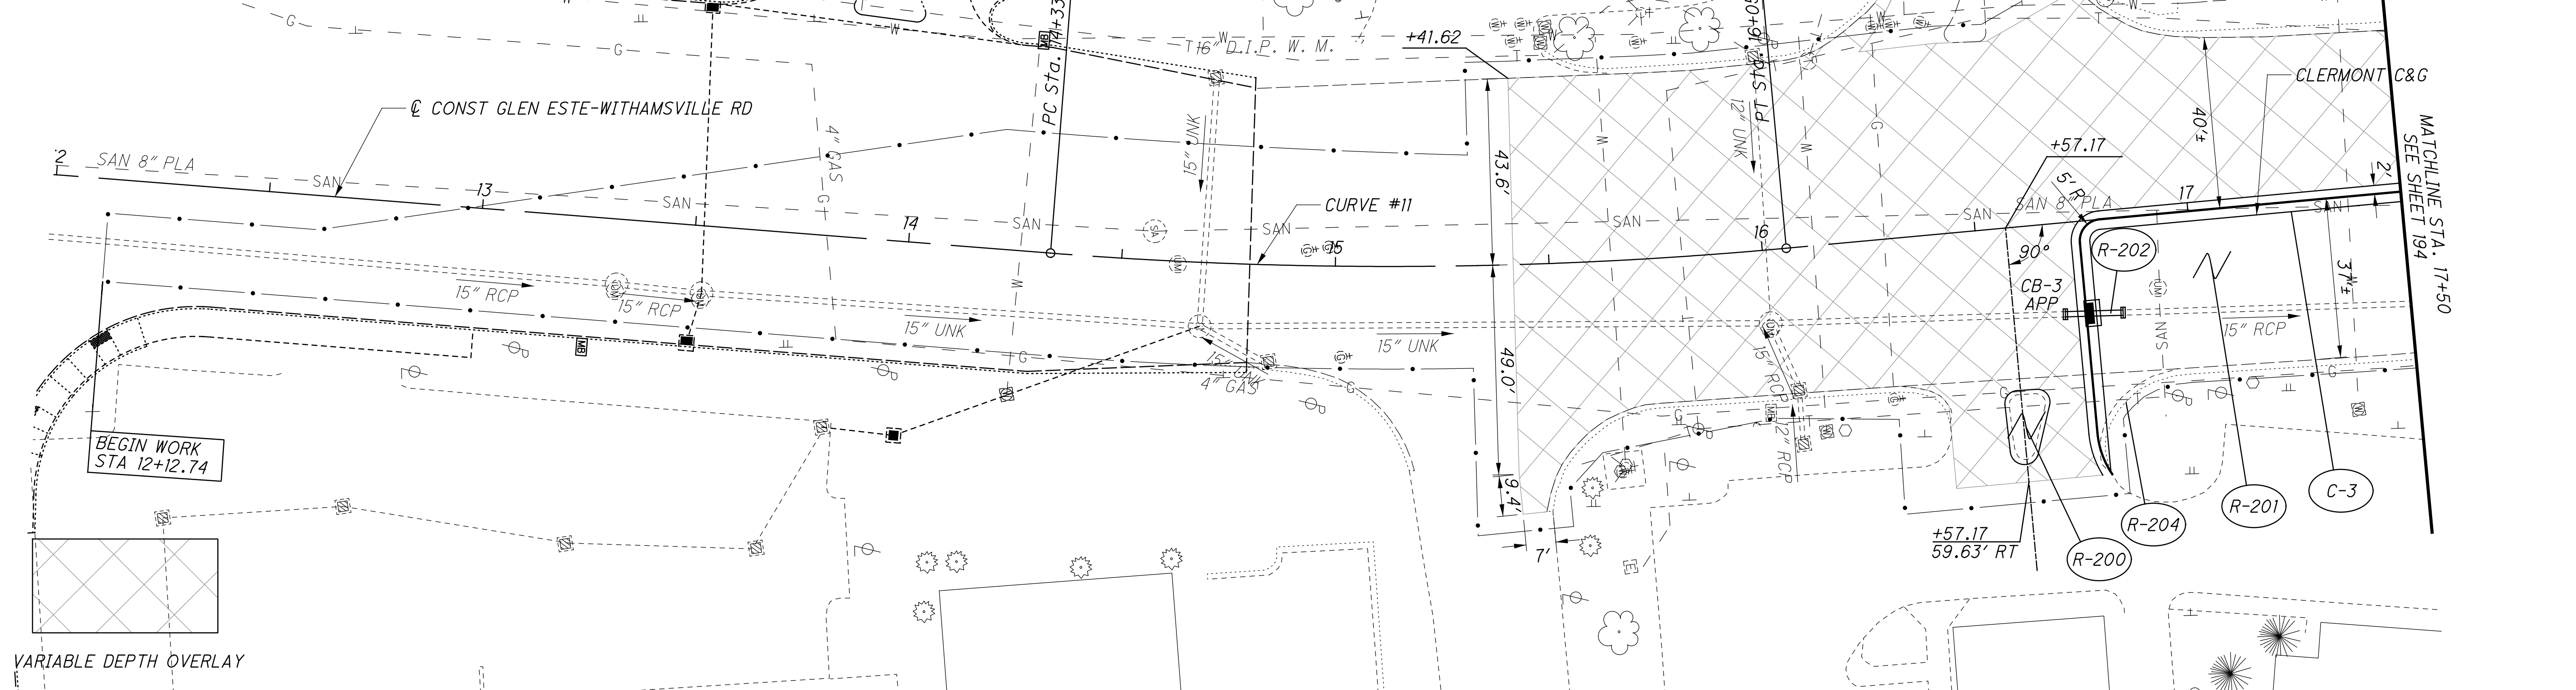 16" D.I.P. W. M.
+41.62
CLERMONT C&G
℄ CONST GLEN ESTE-WITHAMSVILLE RD
PC Sta. 14+33
12" UNK
15" UNK
4" GAS
40'±
MATCHLINE STA. 17+50
SEE SHEET 194
+57.17
2'
SAN 8" PLA
SAN
13
SAN
43.6'
5' R
17
SAN 8" PLA
SAN
14
SAN
SAN
CURVE #11
SAN
SAN
15
16
90°
R-202
CB-3
APP
37'±
15" RCP
15" RCP
15" UNK
15" UNK
15" RCP
SAN
MB
15" UNK
4" GAS
49.0'
15" RCP
12" RCP
9.4'
7'
BEGIN WORK
STA 12+12.74
C-3
R-201
R-204
R-200
+57.17
59.63' RT
VARIABLE DEPTH OVERLAY